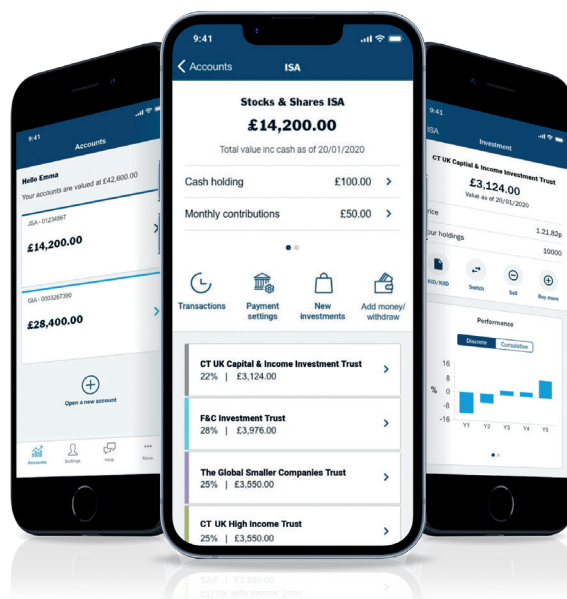 9:41
Accounts
Hello Emma
Your accounts are valued at £42,600.00
JSA - 01234567
£14,200.00
GIA - 0003267390
£28,400.00
Open a new account
Accounts
Settings
Help
More
9:41
Accounts
ISA
Stocks & Shares ISA
£14,200.00
Total value inc cash as of 20/01/2020
Cash holding £100.00
Monthly contributions £50.00
Transactions
Payment settings
New investments
Add money/ withdraw
CT UK Capital & Income Investment Trust
22% | £3,124.00
F&C Investment Trust
28% | £3,976.00
The Global Smaller Companies Trust
25% | £3,550.00
CT UK High Income Trust
25% | £3,550.00
9:41
ISA
Investment
CT UK Captial & Income Investment Trust
£3,124.00
Value as of 20/01/2020
rice 1.21.82p
our holdings 10000
KID/KIID
Switch
Sell
Buy more
Performance
Discrete
Cumulative
%
16
8
0
-8
-16
Y1 Y2 Y3 Y4 Y5